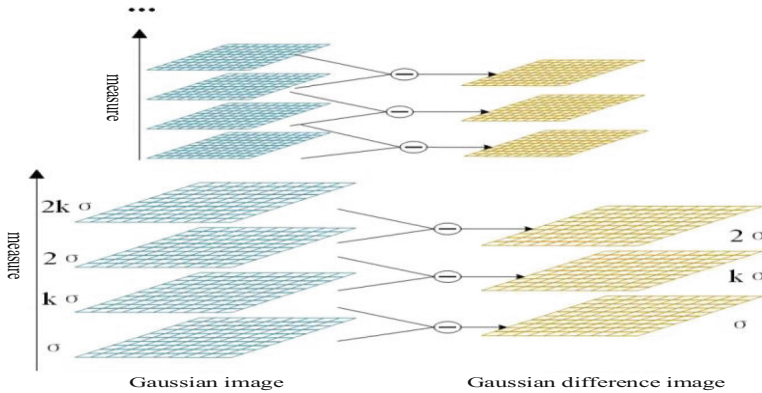 ...
measure
measure
2k σ
2 σ
k σ
σ
2 σ
k σ
σ
Gaussian image
Gaussian difference image